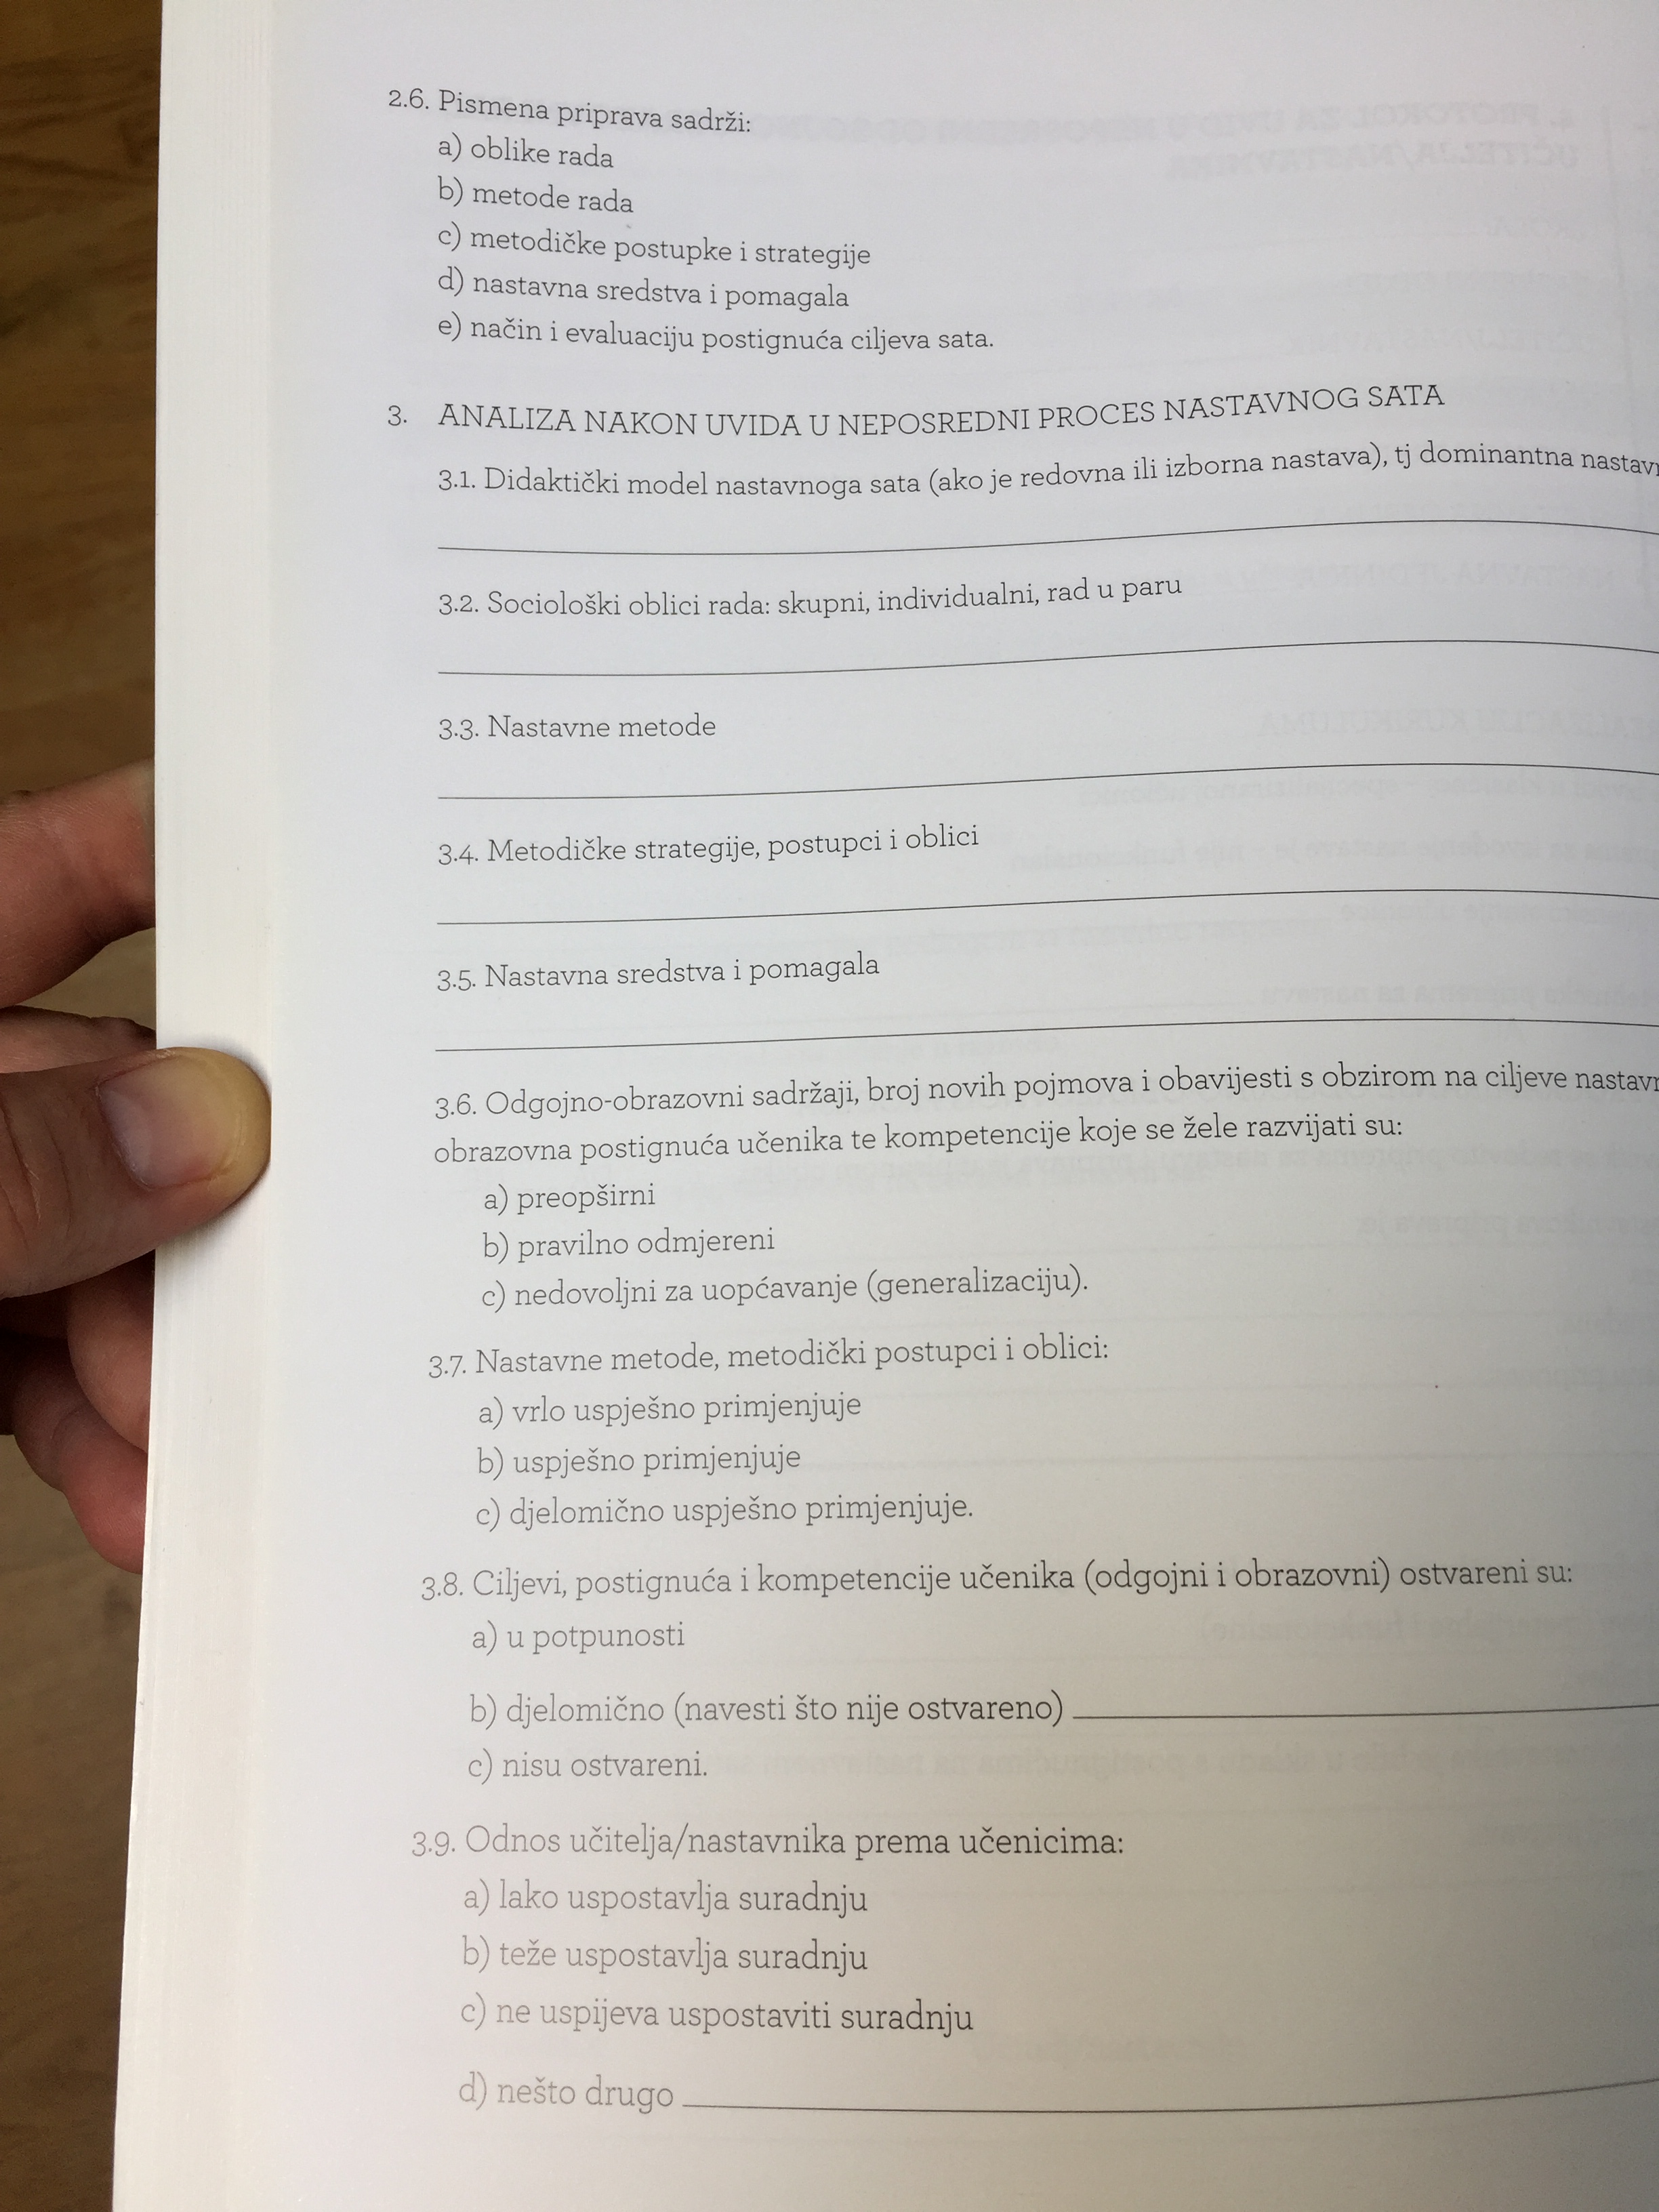 2.6. Pismena priprava sadrži:
a) oblike rada
b) metode rada
c) metodičke postupke i strategije
d) nastavna sredstva i pomagala
e) način i evaluaciju postignuća ciljeva sata.
3. ANALIZA NAKON UVIDA U NEPOSREDNI PROCES NASTAVNOG SATA
3.1. Didaktički model nastavnoga sata (ako je redovna ili izborna nastava), tj dominantna
3.2. Sociološki oblici rada: skupni, individualni, rad u paru
3.3. Nastavne metode
3.4. Metodičke strategije, postupci i oblici
3.5. Nastavna sredstva i pomagala
3.6. Odgojno-obrazovni sadržaji, broj novih pojmova i obavijesti s obzirom na ciljeve
obrazovna postignuća učenika te kompetencije koje se žele razvijati su:
a) preopširni
b) pravilno odmjereni
c) nedovoljni za uopćavanje (generalizaciju).
3.7. Nastavne metode, metodički postupci i oblici:
a) vrlo uspješno primjenjuje
b) uspješno primjenjuje
c) djelomično uspješno primjenjuje.
3.8. Ciljevi, postignuća i kompetencije učenika (odgojni i obrazovni) ostvareni su:
a) u potpunosti
b) djelomično (navesti što nije ostvareno)
c) nisu ostvareni.
3.9. Odnos učitelja/nastavnika prema učenicima:
a) lako uspostavlja suradnju
b) teže uspostavlja suradnju
c) ne uspijeva uspostaviti suradnju
d) nešto drugo